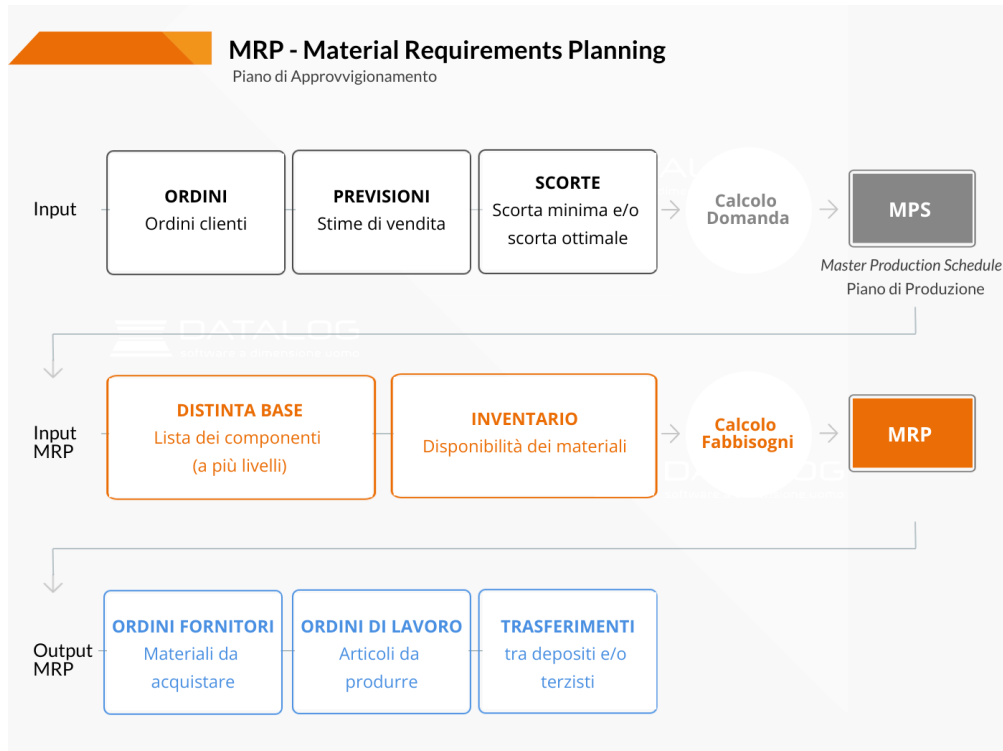 MRP - Material Requirements Planning
Piano di Approvvigionamento
Input
ORDINI
Ordini clienti
PREVISIONI
Stime di vendita
SCORTE
Scorta minima e/o
scorta ottimale
Calcolo
Domanda
MPS
Master Production Schedule
Piano di Produzione
DATALOG
Input
MRP
DISTINTA BASE
Lista dei componenti
(a più livelli)
INVENTARIO
Disponibilità dei materiali
Calcolo
Fabbisogni
MRP
Output
MRP
ORDINI FORNITORI
Materiali da
acquistare
ORDINI DI LAVORO
Articoli da
produrre
TRASFERIMENTI
tra depositi e/o
terzisti